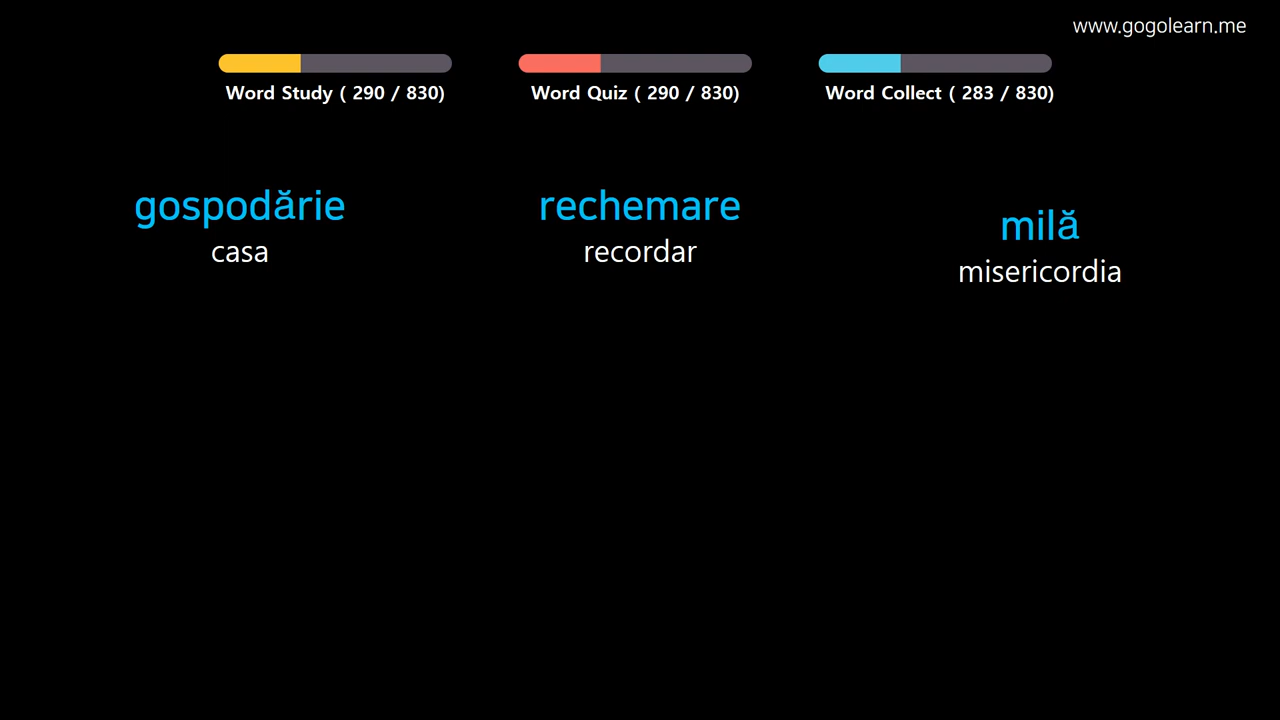 www.gogolearn.me
Word Study ( 290 / 830)
Word Quiz ( 290 / 830)
Word Collect ( 283 / 830)
gospodărie
casa
rechemare
recordar
milă
misericordia